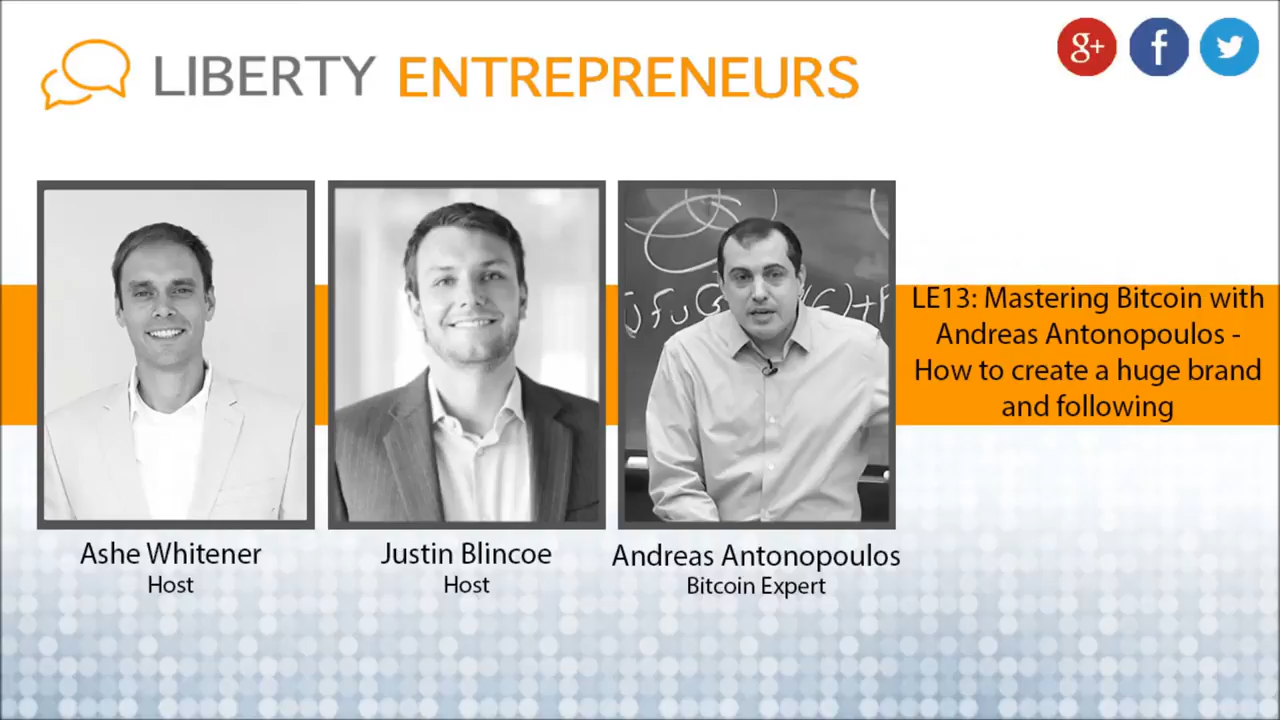 LIBERTY ENTREPRENEURS
g+ f
LE13: Mastering Bitcoin with
Andreas Antonopoulos -
How to create a huge brand
and following
Ashe Whitener
Host
Justin Blincoe
Host
Andreas Antonopoulos
Bitcoin Expert